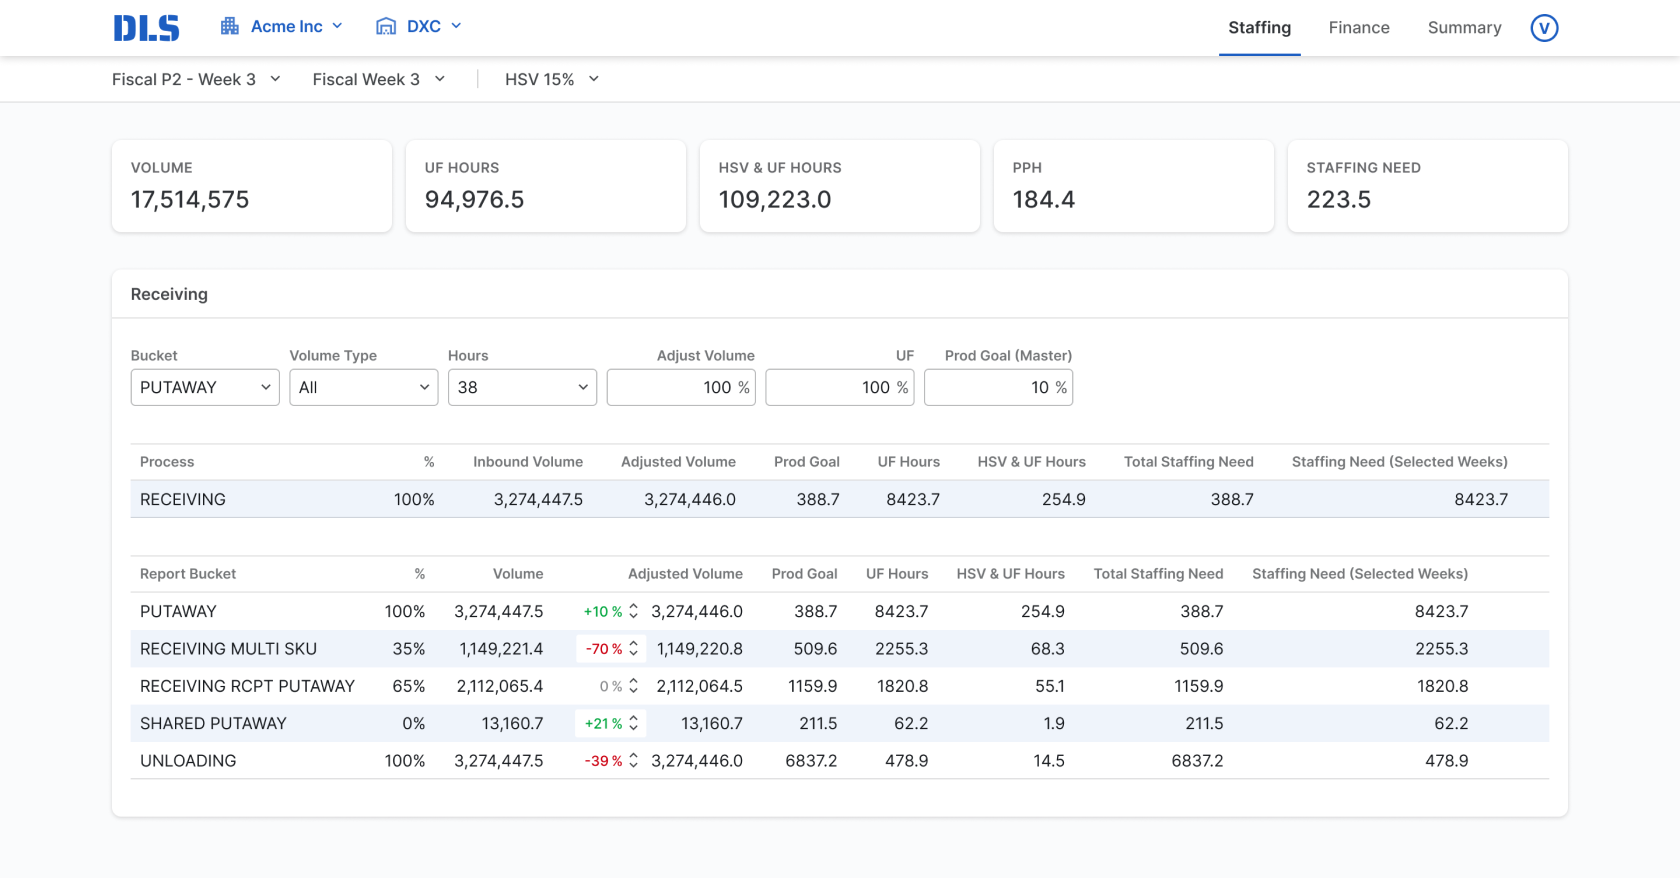 DLS Acme Inc DXC Staffing Finance Summary V
Fiscal P2 - Week 3 Fiscal Week 3 HSV 15%
VOLUME UF HOURS HSV & UF HOURS PPH STAFFING NEED
17,514,575 94,976.5 109,223.0 184.4 223.5
Receiving
Bucket Volume Type Hours Adjust Volume UF Prod Goal (Master)
PUTAWAY All 38 100 % 100 % 10 %
Process % Inbound Volume Adjusted Volume Prod Goal UF Hours HSV & UF Hours Total Staffing Need Staffing Need (Selected Weeks)
RECEIVING 100% 3,274,447.5 3,274,446.0 388.7 8423.7 254.9 388.7 8423.7
Report Bucket % Volume Adjusted Volume Prod Goal UF Hours HSV & UF Hours Total Staffing Need Staffing Need (Selected Weeks)
PUTAWAY 100% 3,274,447.5 +10 % 3,274,446.0 388.7 8423.7 254.9 388.7 8423.7
RECEIVING MULTI SKU 35% 1,149,221.4 -70 % 1,149,220.8 509.6 2255.3 68.3 509.6 2255.3
RECEIVING RCPT PUTAWAY 65% 2,112,065.4 0 % 2,112,064.5 1159.9 1820.8 55.1 1159.9 1820.8
SHARED PUTAWAY 0% 13,160.7 +21 % 13,160.7 211.5 62.2 1.9 211.5 62.2
UNLOADING 100% 3,274,447.5 -39 % 3,274,446.0 6837.2 478.9 14.5 6837.2 478.9